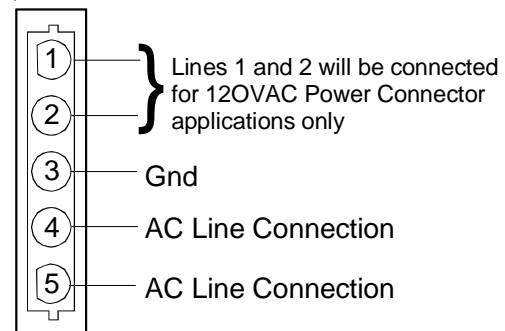 1
2
3
4
5
Lines 1 and 2 will be connected
for 12OVAC Power Connector
applications only
Gnd
AC Line Connection
AC Line Connection